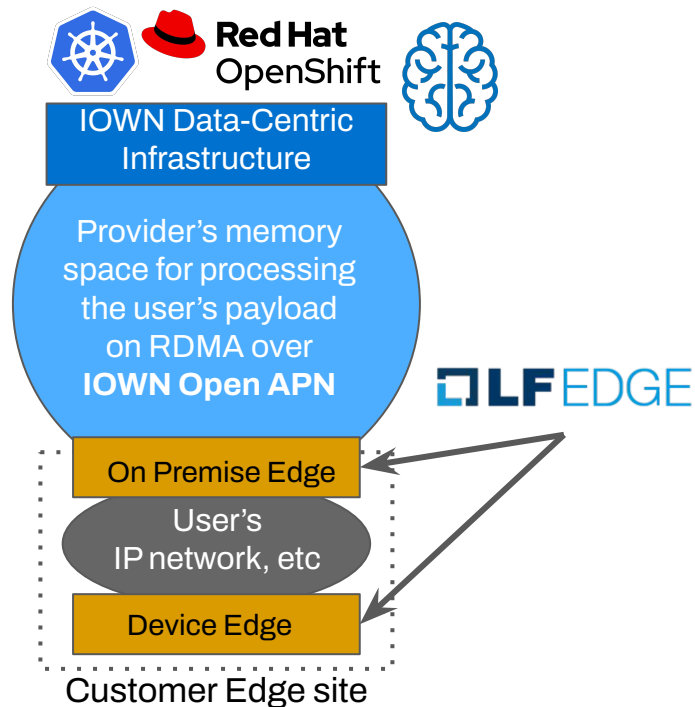 Red Hat
OpenShift
IOWN Data-Centric
Infrastructure
Provider’s memory
space for processing
the user’s payload
on RDMA over
IOWN Open APN
LF EDGE
On Premise Edge
User’s
IP network, etc
Device Edge
Customer Edge site